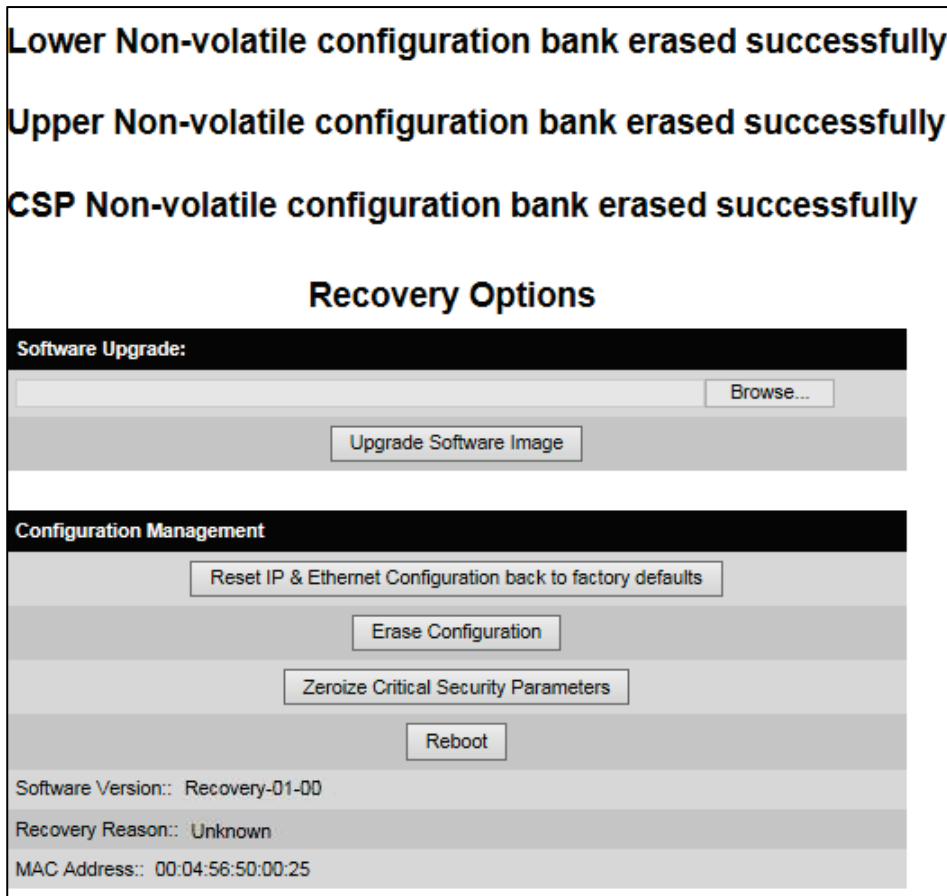 Lower Non-volatile configuration bank erased successfully
Upper Non-volatile configuration bank erased successfully
CSP Non-volatile configuration bank erased successfully
Recovery Options
Software Upgrade:
Browse...
Upgrade Software Image
Configuration Management
Reset IP & Ethernet Configuration back to factory defaults
Erase Configuration
Zeroize Critical Security Parameters
Reboot
Software Version:: Recovery-01-00
Recovery Reason:: Unknown
MAC Address:: 00:04:56:50:00:25